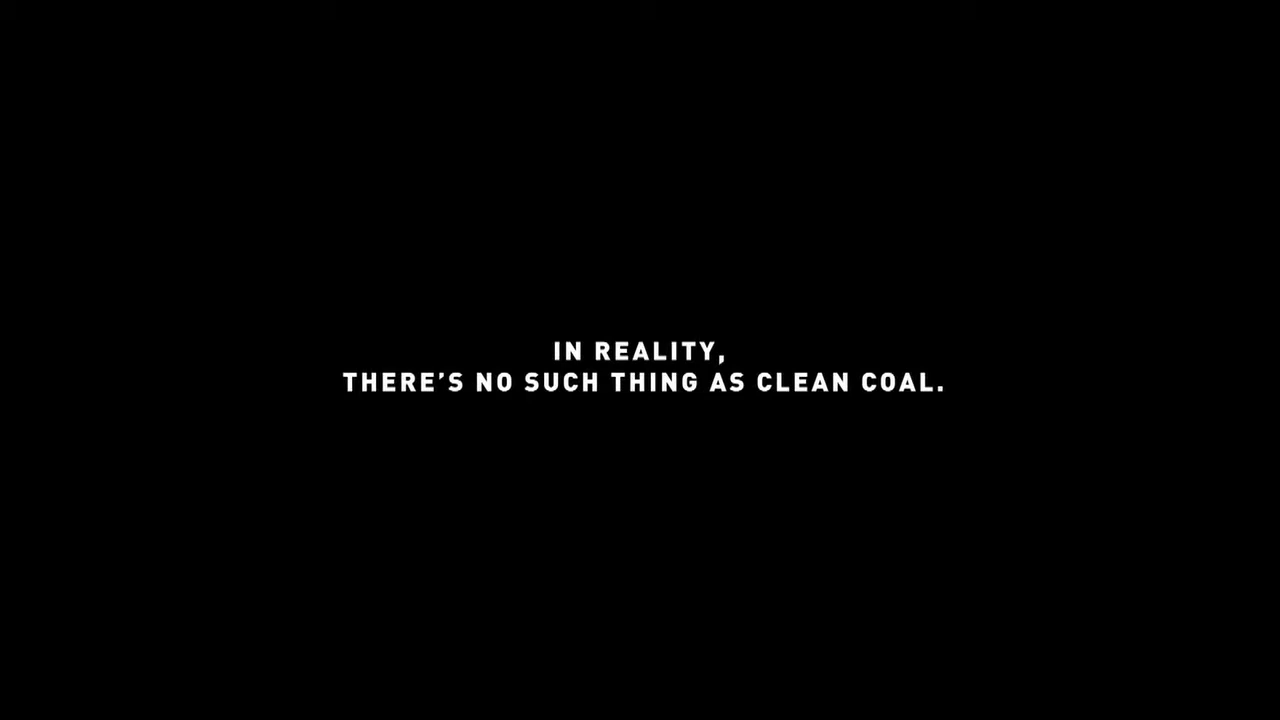 IN REALITY,
THERE’S NO SUCH THING AS CLEAN COAL.